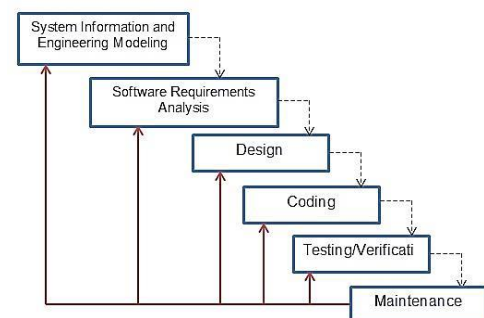 System Information and
Engineering Modeling
Software Requirements
Analysis
Design
Coding
Testing/Verificati
Maintenance